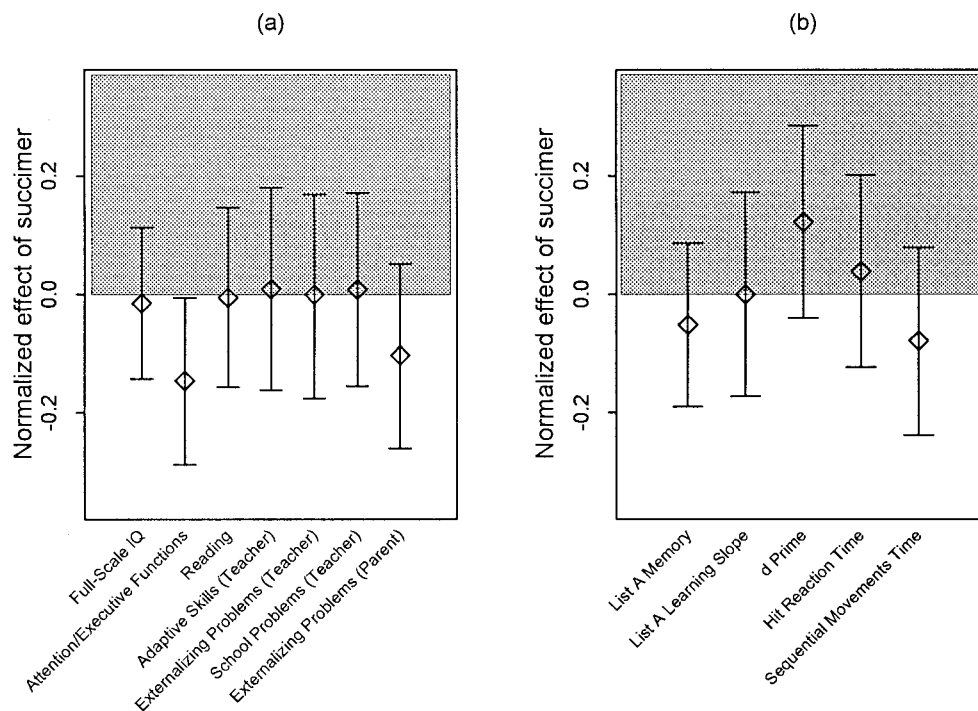 (a)
Normalized effect of succimer
0.2
0.0
-0.2
Full-Scale IQ
Attention/Executive Functions
Reading
Adaptive Skills (Teacher)
Externalizing Problems (Teacher)
School Problems (Teacher)
Externalizing Problems (Parent)
(b)
Normalized effect of succimer
0.2
0.0
-0.2
List A Memory
List A Learning Slope
d Prime
Hit Reaction Time
Sequential Movements Time